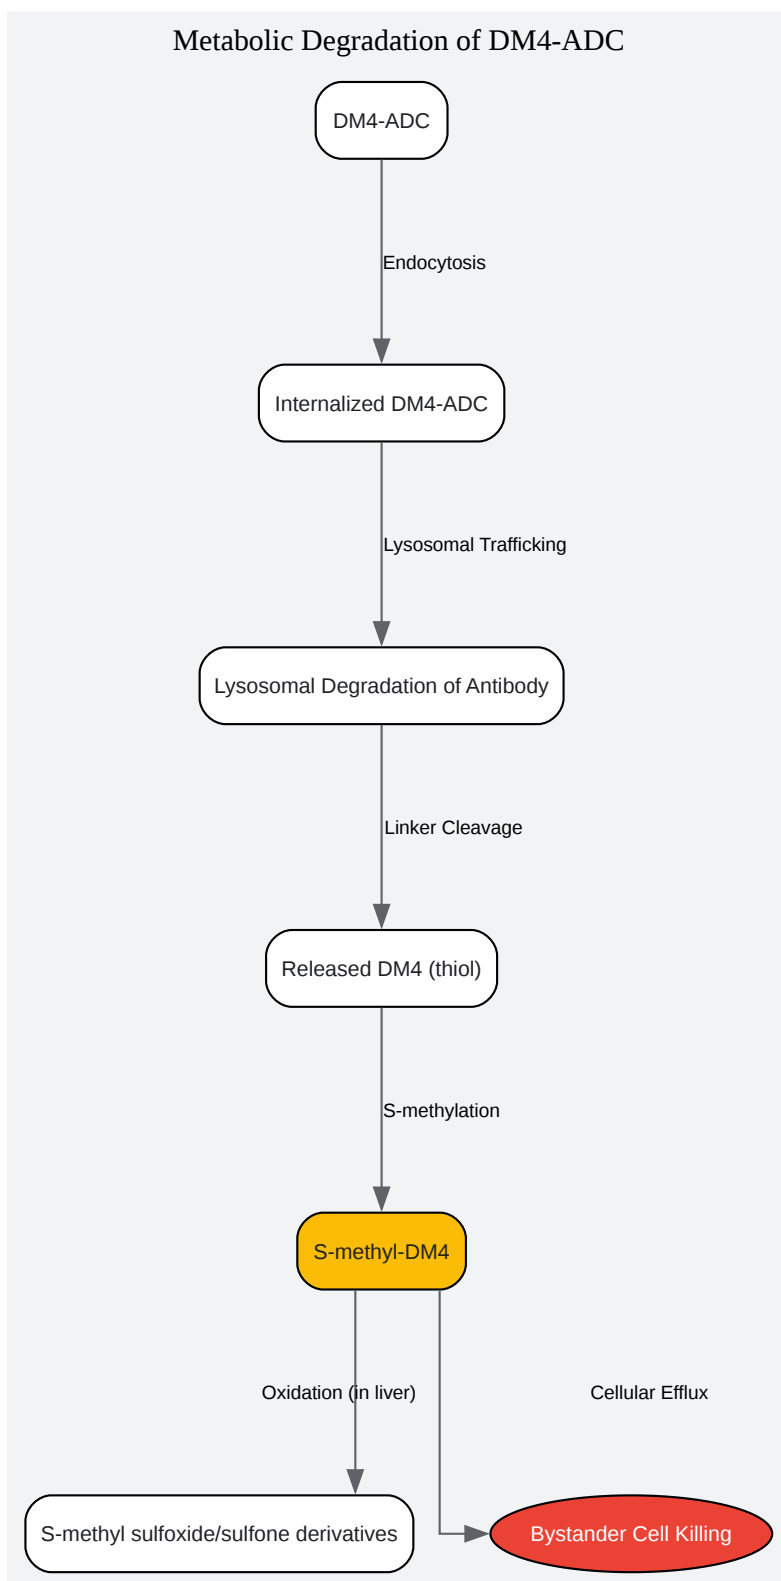 Metabolic Degradation of DM4-ADC
DM4-ADC
Endocytosis
Internalized DM4-ADC
Lysosomal Trafficking
Lysosomal Degradation of Antibody
Linker Cleavage
Released DM4 (thiol)
S-methylation
S-methyl-DM4
Oxidation (in liver)
Cellular Efflux
S-methyl sulfoxide/sulfone derivatives
Bystander Cell Killing